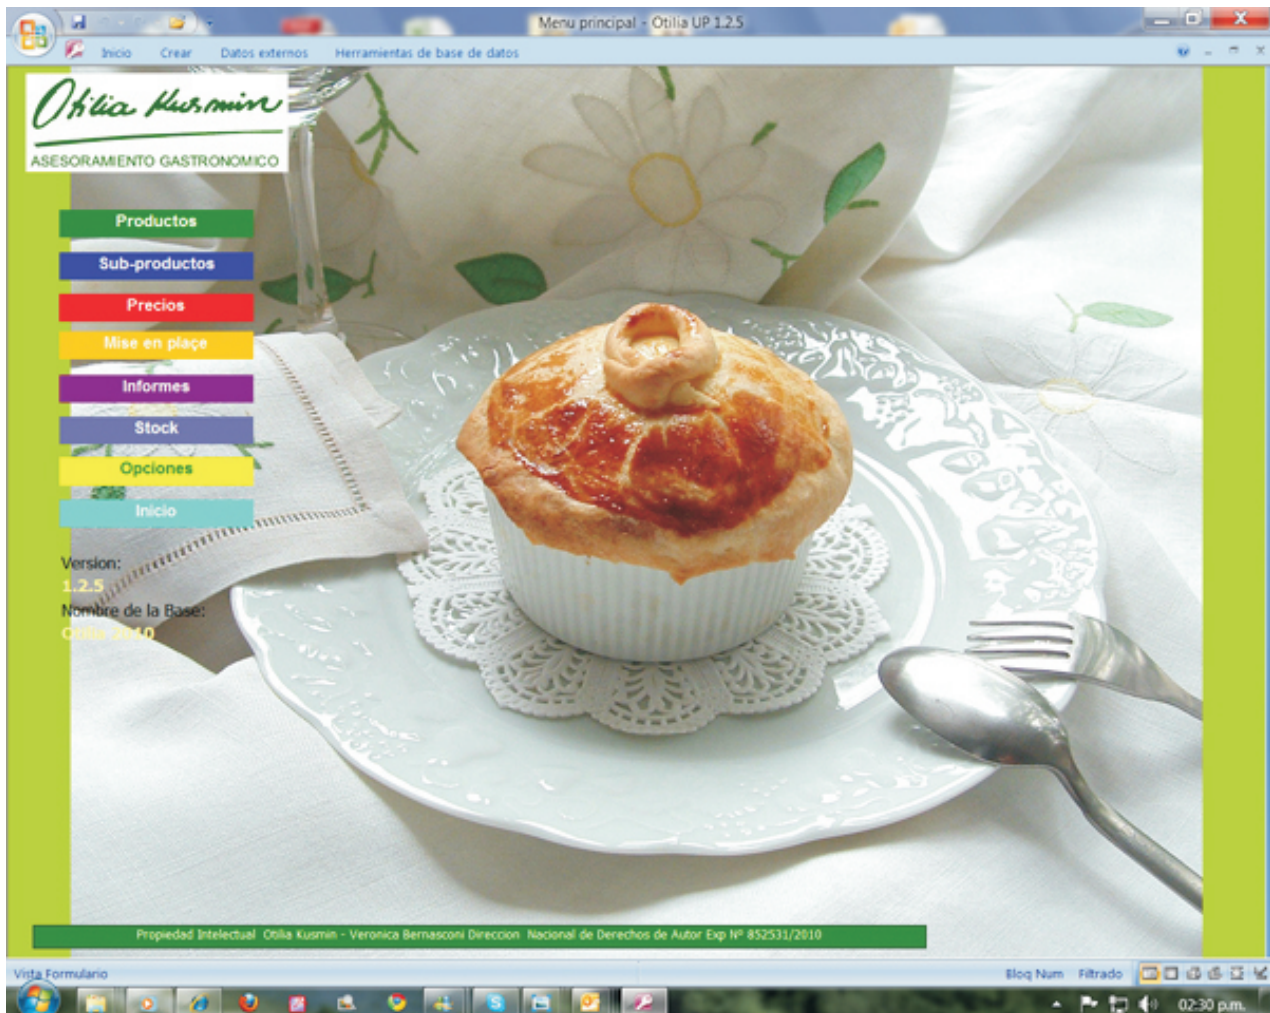 Menu principal - Otilia UP 1.2.5
Inicio Crear Datos externos Herramientas de base de datos
Otilia Kusmin
ASESORAMIENTO GASTRONOMICO
Productos
Sub-productos
Precios
Mise en plaçe
Informes
Stock
Opciones
Inicio
Version:
1.2.5
Nombre de la Base:
Otilia 2010
Propiedad Intelectual Otilia Kusmin - Veronica Bernasconi Direccion Nacional de Derechos de Autor Exp Nº 852531/2010
Vista Formulario Bloq Num Filtrado
02:30 p.m.